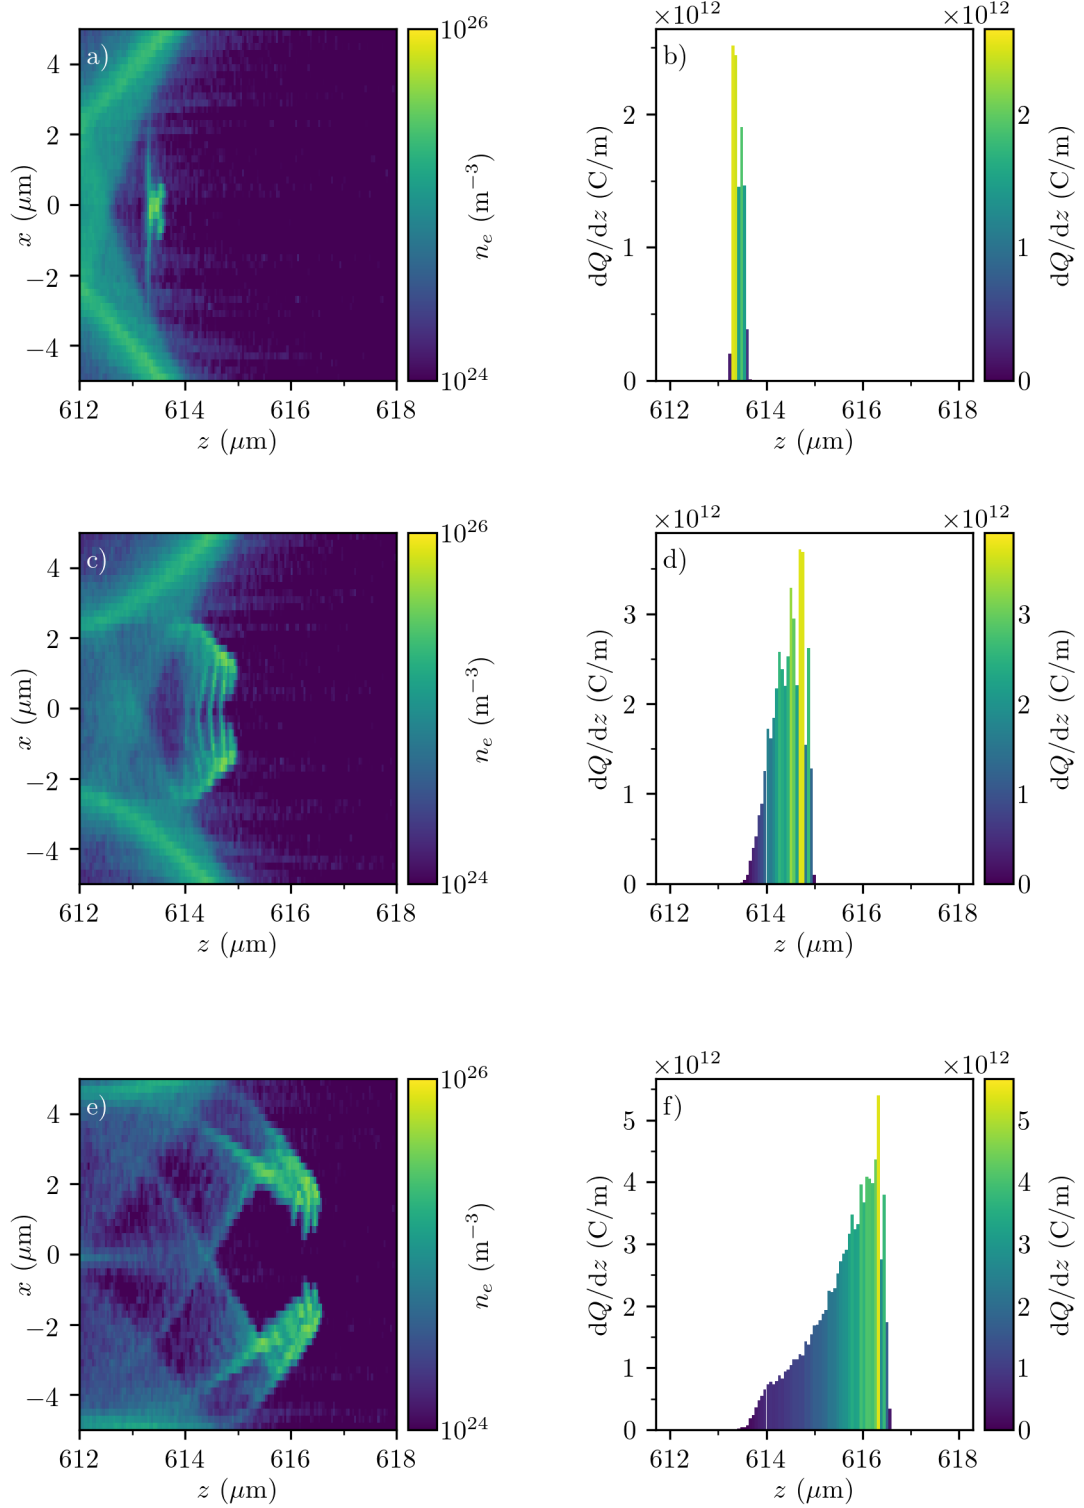 ×10^12 ×10^12
a) 10^26 b)
4 2 0 −2 −4
x (μm)
10^24
n_e (m^−3)
612 614 616 618
z (μm)
2 1 0
dQ/dz (C/m)
612 614 616 618
z (μm)
2 1 0
dQ/dz (C/m)
×10^12 ×10^12
c) 10^26 d)
4 2 0 −2 −4
x (μm)
10^24
n_e (m^−3)
612 614 616 618
z (μm)
3 2 1 0
dQ/dz (C/m)
612 614 616 618
z (μm)
3 2 1 0
dQ/dz (C/m)
×10^12 ×10^12
e) 10^26 f)
4 2 0 −2 −4
x (μm)
10^24
n_e (m^−3)
612 614 616 618
z (μm)
5 4 3 2 1 0
dQ/dz (C/m)
612 614 616 618
z (μm)
5 4 3 2 1 0
dQ/dz (C/m)